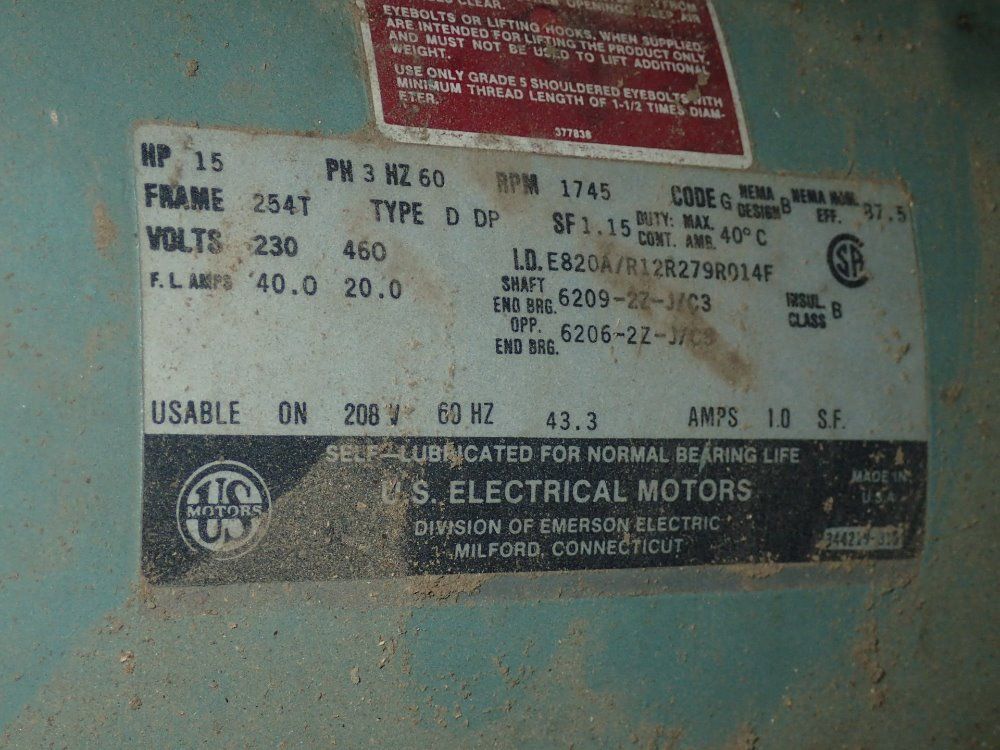 CLEAR. OPENINGS KEEP AIR
EYEBOLTS OR LIFTING HOOKS, WHEN SUPPLIED,
ARE INTENDED FOR LIFTING THE PRODUCT ONLY,
AND MUST NOT BE USED TO LIFT ADDITIONAL
WEIGHT.
USE ONLY GRADE 5 SHOULDERED EYEBOLTS WITH
MINIMUM THREAD LENGTH OF 1-1/2 TIMES DIAM-
ETER.
377838
HP 15 PH 3 HZ 60 RPM 1745 CODE G NEMA DESIGN B NEMA NOM. EFF. 87.5
FRAME 254T TYPE D DP SF 1.15 DUTY: MAX. CONT. AMB. 40°C
VOLTS 230 460 I.D. E820A/R12R279R014F
F.L. AMPS 40.0 20.0 SHAFT END BRG. 6209-2Z-J/C3 INSUL. CLASS B
OPP. END BRG. 6206-2Z-J/C3
SA
USABLE ON 208 V 60 HZ 43.3 AMPS 1.0 S.F.
SELF-LUBRICATED FOR NORMAL BEARING LIFE
US MOTORS
U.S. ELECTRICAL MOTORS
MADE IN
U.S.A.
DIVISION OF EMERSON ELECTRIC
MILFORD, CONNECTICUT